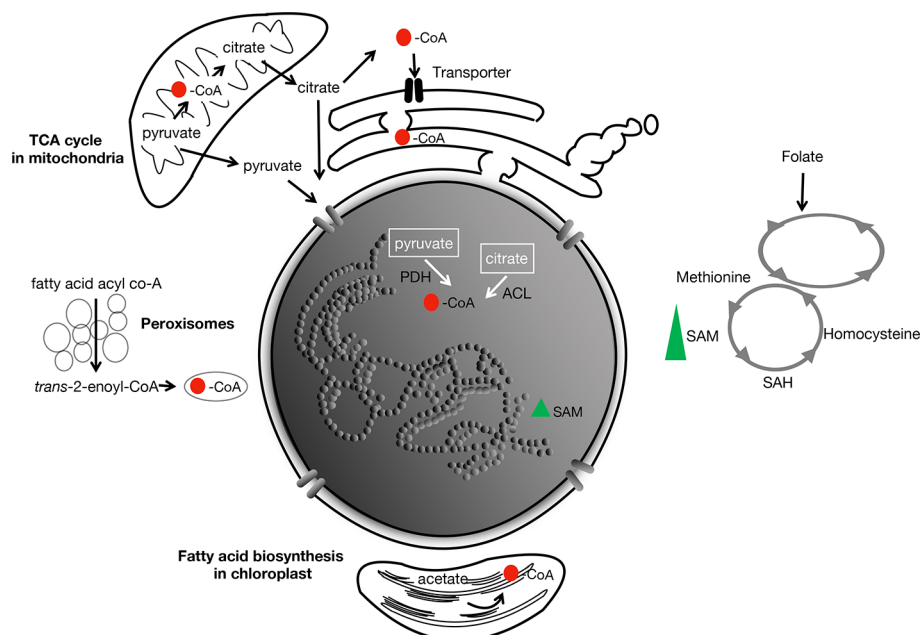 -CoA
citrate
Transporter
-CoA
citrate
TCA cycle
in mitochondria
pyruvate
-CoA
pyruvate
Folate
pyruvate
citrate
PDH
-CoA
ACL
fatty acid acyl co-A
Peroxisomes
trans-2-enoyl-CoA
-CoA
Methionine
SAM
Homocysteine
SAH
SAM
Fatty acid biosynthesis
in chloroplast
acetate
-CoA